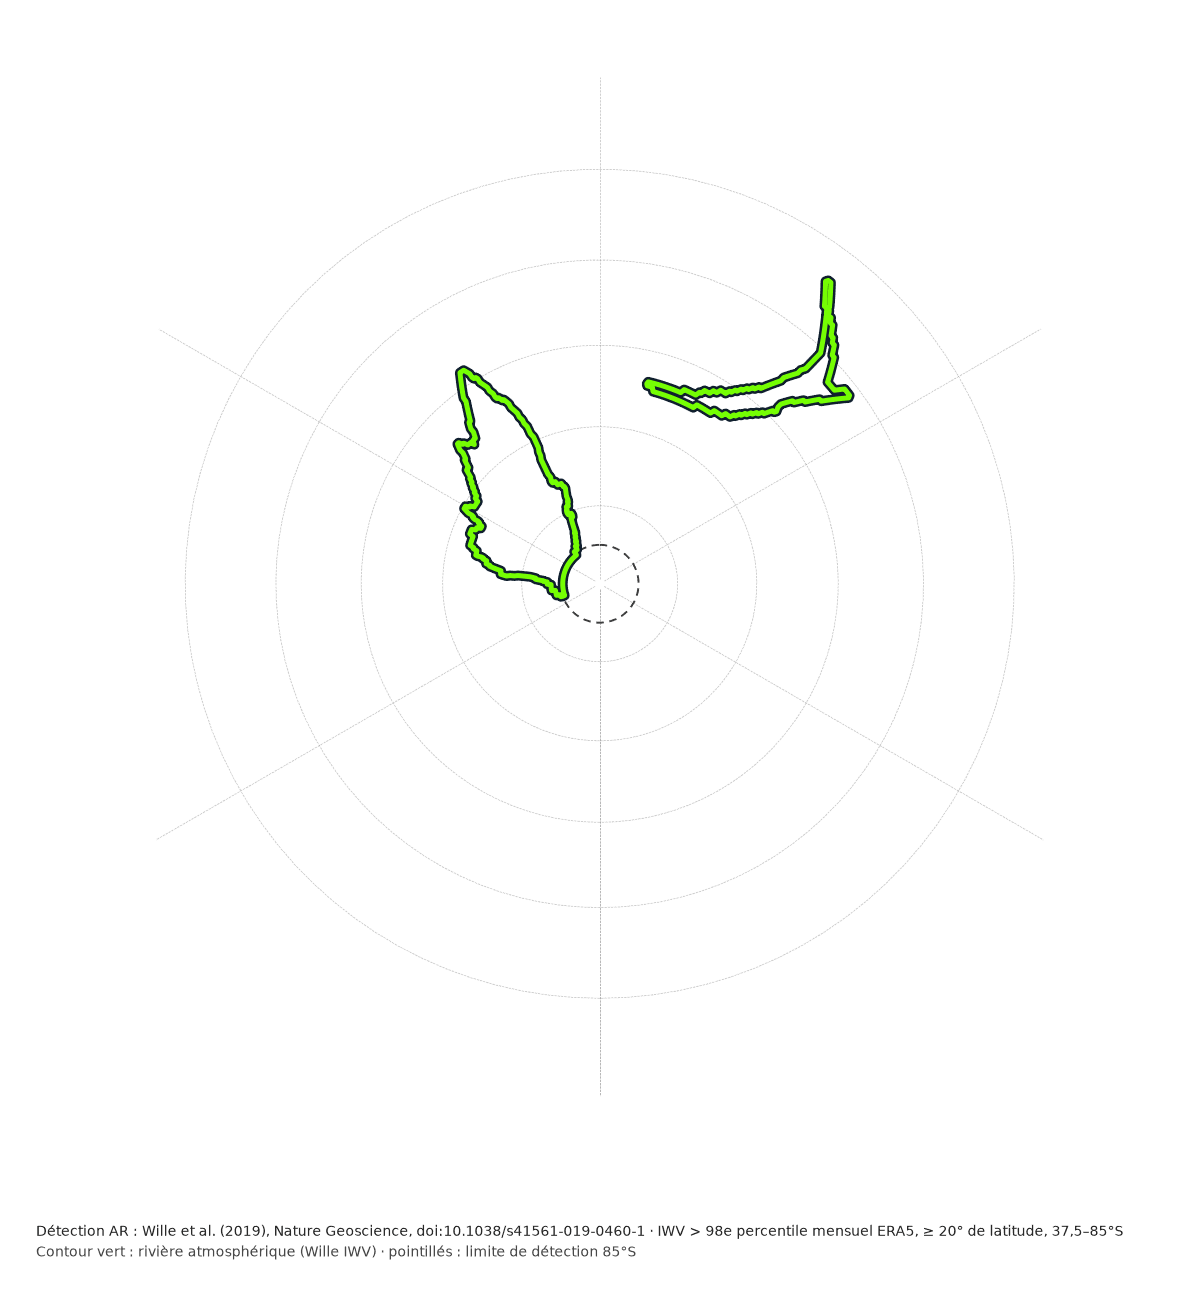 Détection AR : Wille et al. (2019), Nature Geoscience, doi:10.1038/s41561-019-0460-1 · IWV > 98e percentile mensuel ERA5, ≥ 20° de latitude, 37,5–85°S
Contour vert : rivière atmosphérique (Wille IWV) · pointillés : limite de détection 85°S